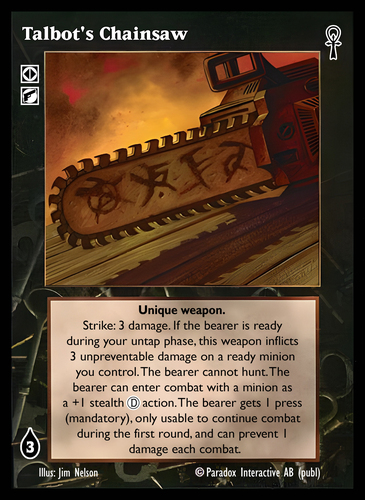 Talbot's Chainsaw
Unique weapon.
Strike: 3 damage. If the bearer is ready
during your untap phase, this weapon inflicts
3 unpreventable damage on a ready minion
you control. The bearer cannot hunt. The
bearer can enter combat with a minion as
a +1 stealth Ⓓ action. The bearer gets 1 press
(mandatory), only usable to continue combat
during the first round, and can prevent 1
damage each combat.
3
Illus: Jim Nelson © Paradox Interactive AB (publ)